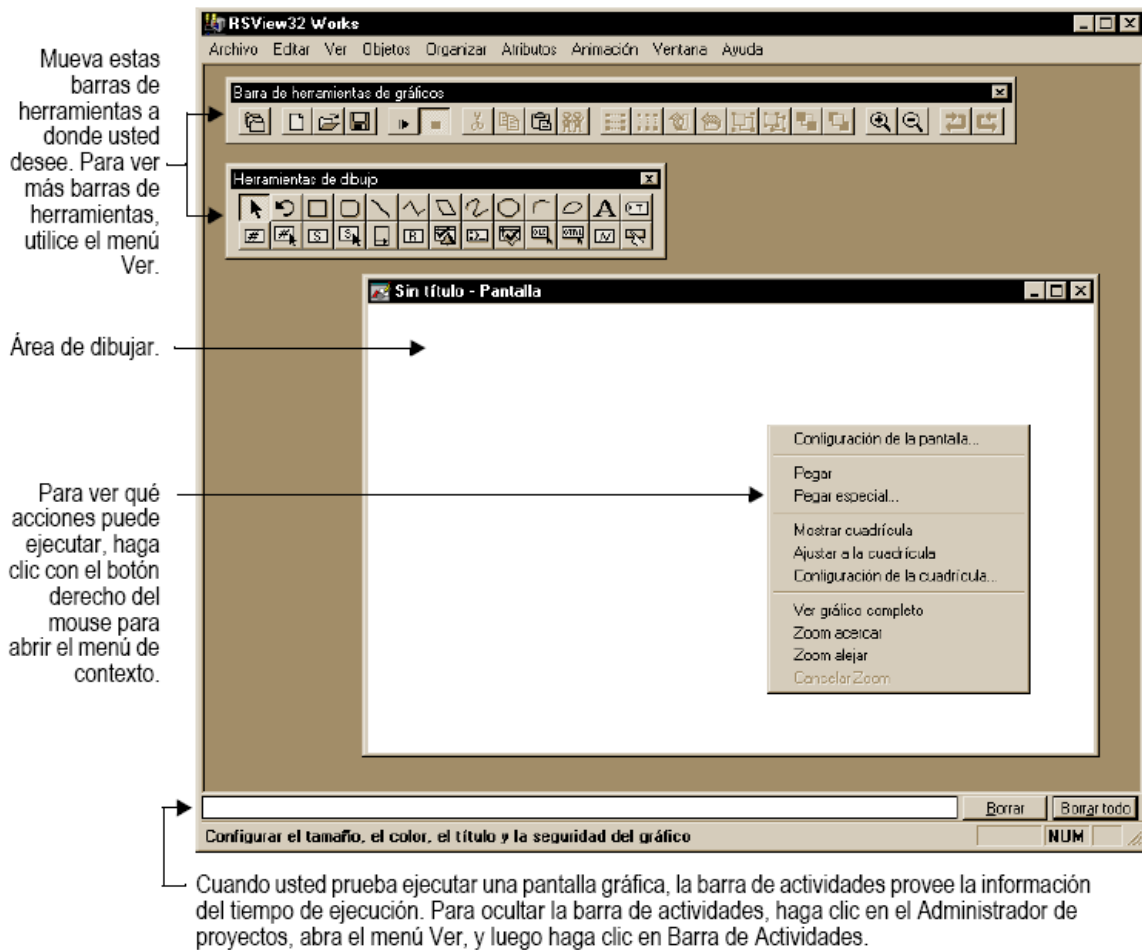 RSView32 Works
Archivo Editar Ver Objetos Organizar Atributos Animación Ventana Ayuda
Mueva estas
barras de
herramientas a
donde usted
desee. Para ver
más barras de
herramientas,
utilice el menú
Ver.
Barra de herramientas de gráficos
Herramientas de dibujo
Sin título - Pantalla
Área de dibujar.
Para ver qué
acciones puede
ejecutar, haga
clic con el botón
derecho del
mouse para
abrir el menú de
contexto.
Configuración de la pantalla...
Pegar
Pegar especial...
Mostrar cuadrícula
Ajustar a la cuadrícula
Configuración de la cuadrícula...
Ver gráfico completo
Zoom acercar
Zoom alejar
Cancelar Zoom
Borrar Borrar todo
Configurar el tamaño, el color, el título y la seguridad del gráfico NUM
Cuando usted prueba ejecutar una pantalla gráfica, la barra de actividades provee la información
del tiempo de ejecución. Para ocultar la barra de actividades, haga clic en el Administrador de
proyectos, abra el menú Ver, y luego haga clic en Barra de Actividades.